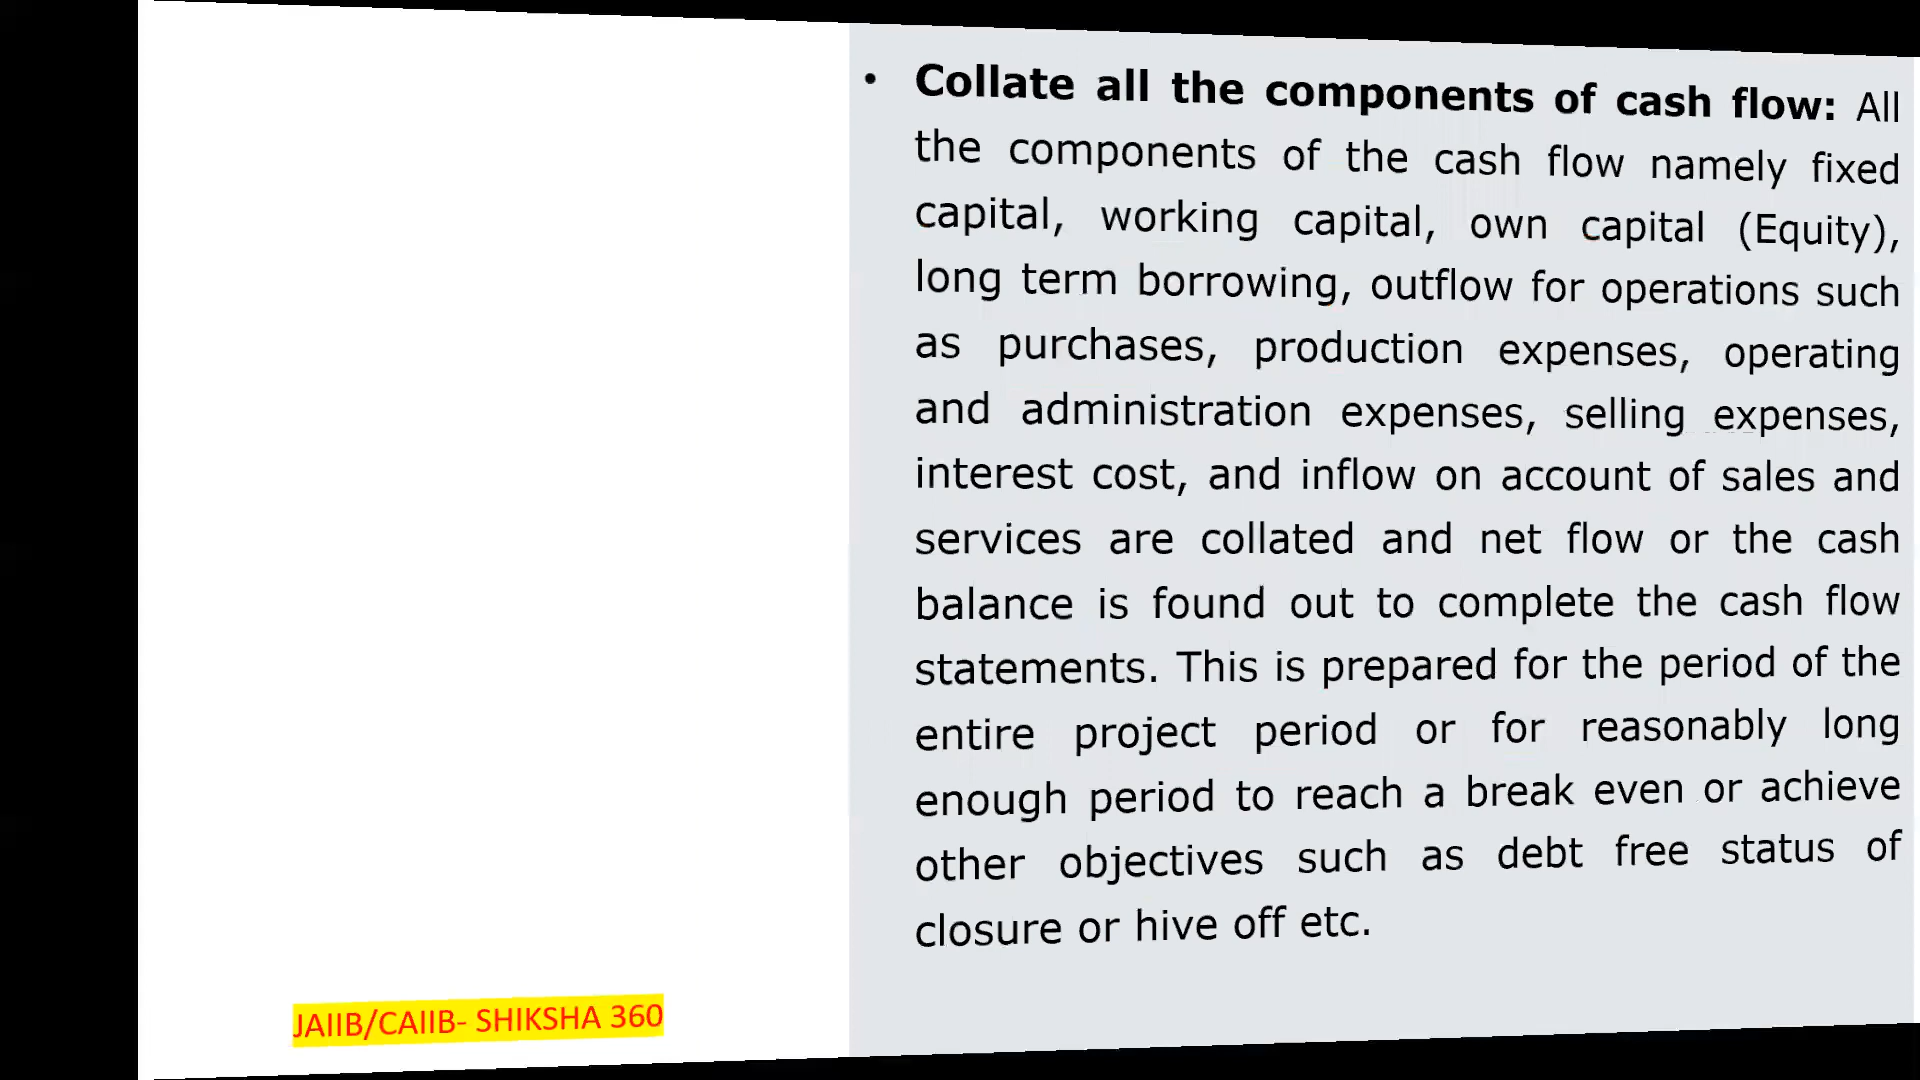 • Collate all the components of cash flow: All
the components of the cash flow namely fixed
capital, working capital, own capital (Equity),
long term borrowing, outflow for operations such
as purchases, production expenses, operating
and administration expenses, selling expenses,
interest cost, and inflow on account of sales and
services are collated and net flow or the cash
balance is found out to complete the cash flow
statements. This is prepared for the period of the
entire project period or for reasonably long
enough period to reach a break even or achieve
other objectives such as debt free status of
closure or hive off etc.
JAIIB/CAIIB- SHIKSHA 360